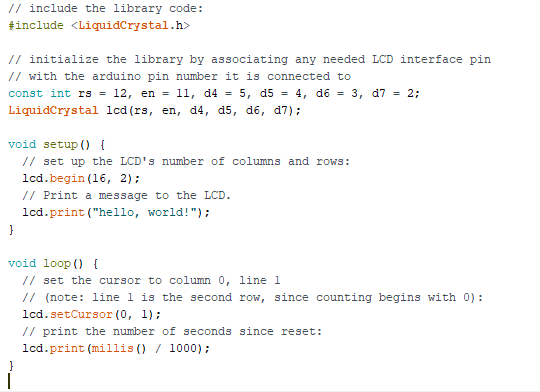 // include the library code:
#include <LiquidCrystal.h>
// initialize the library by associating any needed LCD interface pin
// with the arduino pin number it is connected to
const int rs = 12, en = 11, d4 = 5, d5 = 4, d6 = 3, d7 = 2;
LiquidCrystal lcd(rs, en, d4, d5, d6, d7);
void setup() {
// set up the LCD's number of columns and rows:
lcd.begin(16, 2);
// Print a message to the LCD.
lcd.print("hello, world!");
}
void loop() {
// set the cursor to column 0, line 1
// (note: line 1 is the second row, since counting begins with 0):
lcd.setCursor(0, 1);
// print the number of seconds since reset:
lcd.print(millis() / 1000);
}